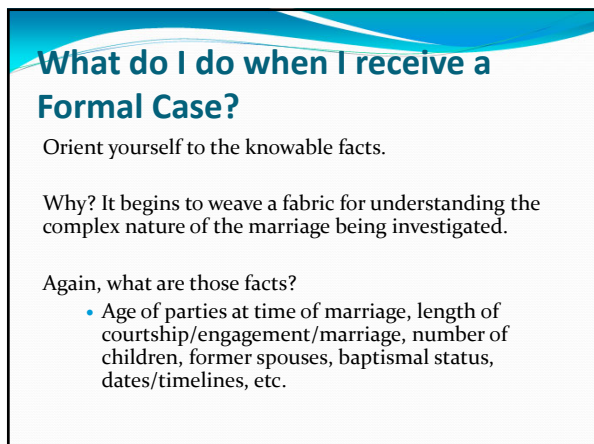 What do I do when I receive a
Formal Case?
Orient yourself to the knowable facts.
Why? It begins to weave a fabric for understanding the
complex nature of the marriage being investigated.
Again, what are those facts?
• Age of parties at time of marriage, length of
courtship/engagement/marriage, number of
children, former spouses, baptismal status,
dates/timelines, etc.